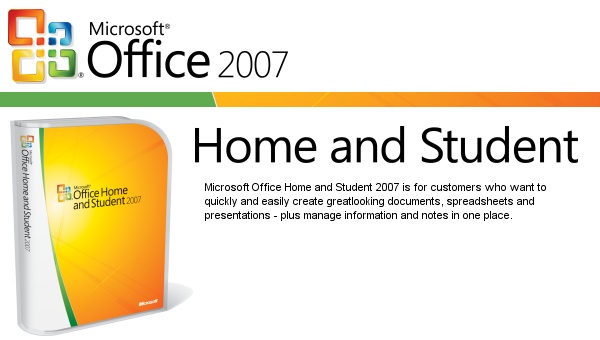 Microsoft®
Office 2007
Home and Student
Microsoft Office Home and Student 2007 is for customers who want to
quickly and easily create greatlooking documents, spreadsheets and
presentations - plus manage information and notes in one place.
Microsoft®
Office Home
and Student 2007
Office Home and Student 2007
Microsoft